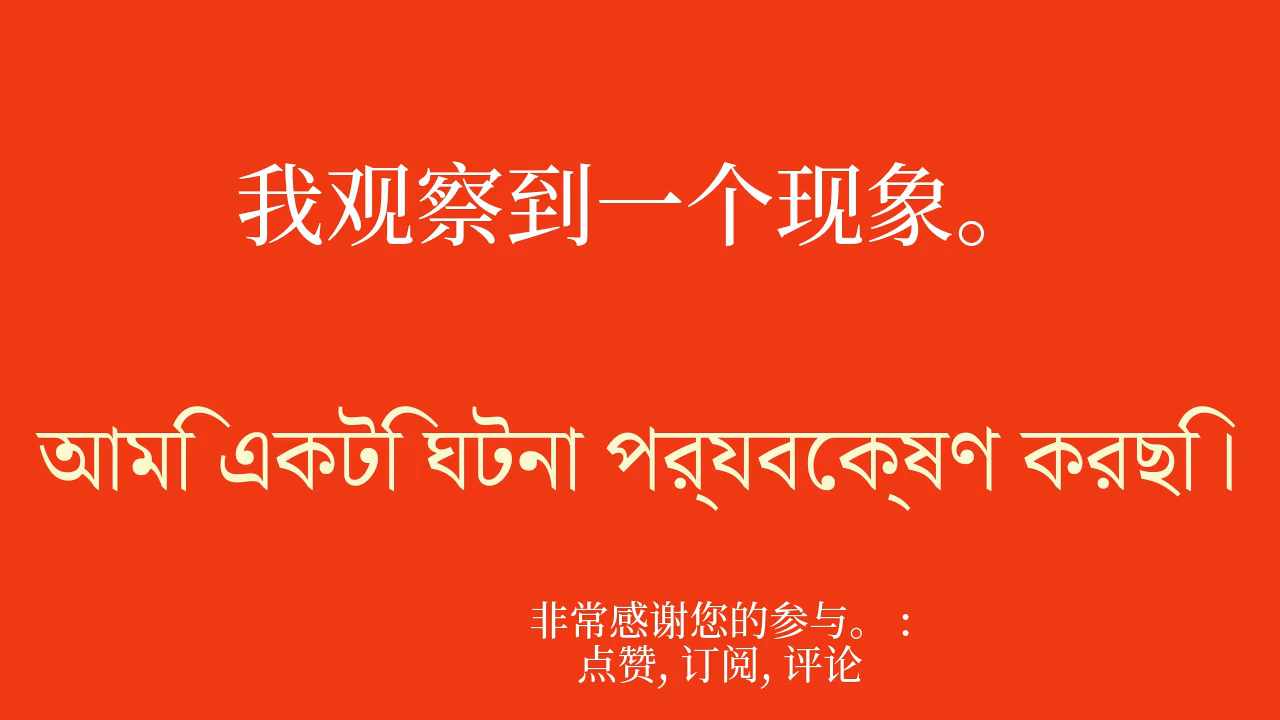 我观察到一个现象。
আমি একটি ঘটনা পর্যবেক্ষণ করছি।
非常感谢您的参与。 :
点赞, 订阅, 评论